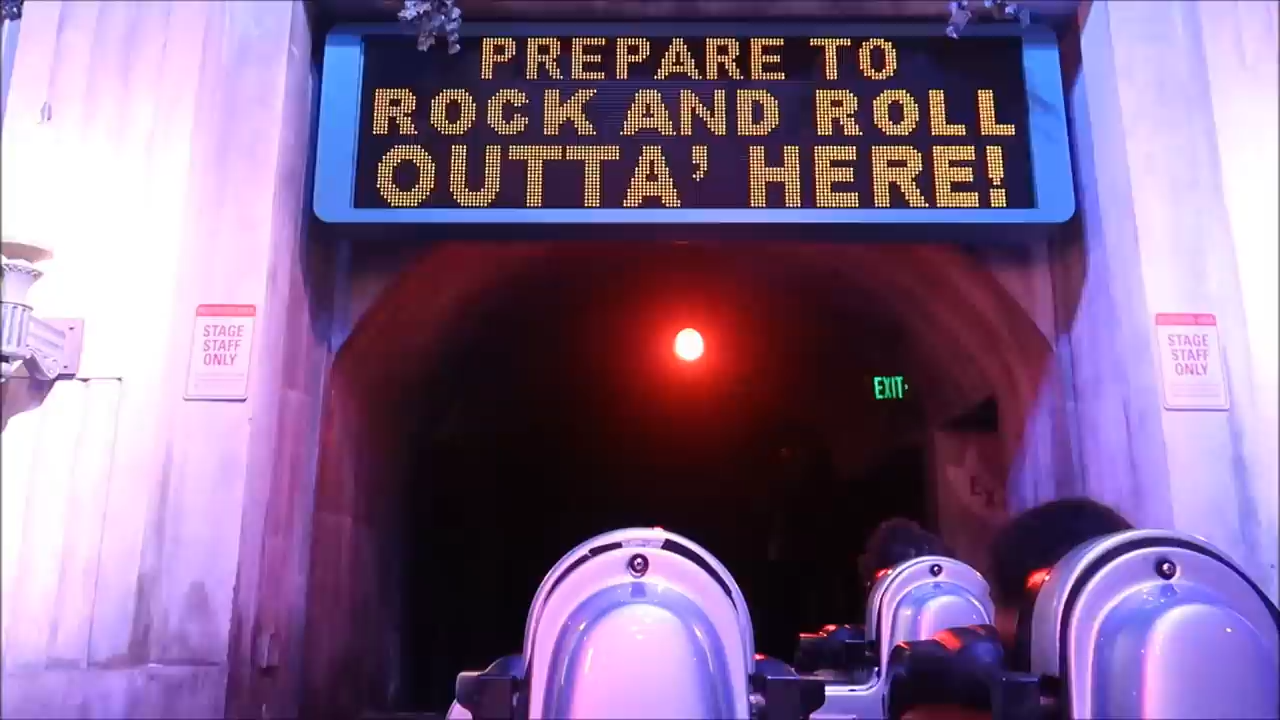 PREPARE TO
ROCK AND ROLL
OUTTA' HERE!
STAGE
STAFF
ONLY
EXIT
STAGE
STAFF
ONLY